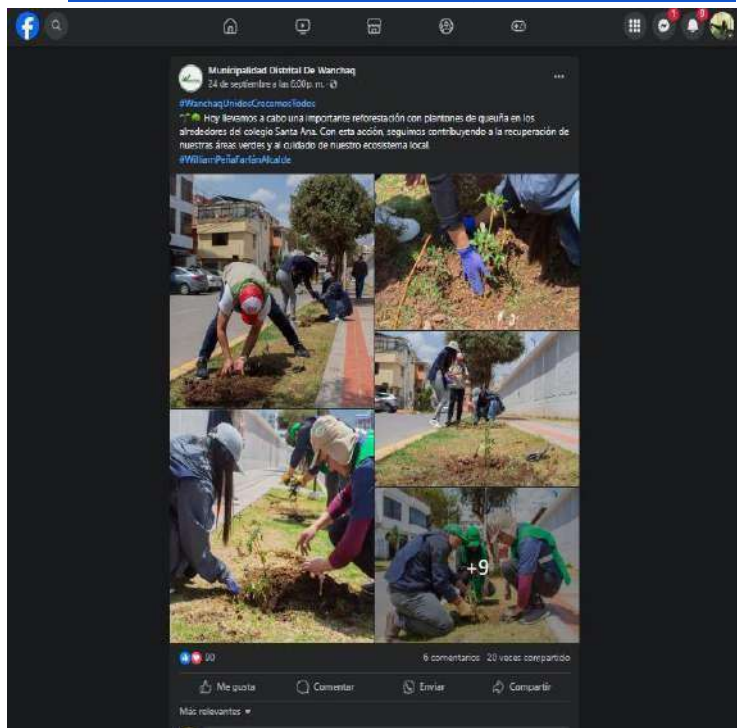 Municipalidad Distrital De Wanchaq
24 de septiembre a las 6:00 p. m.
#WanchaqUnidosCrecemosTodos
Hoy llevamos a cabo una importante reforestación con plantones de queuña en los
alrededores del colegio Santa Ana. Con esta acción, seguimos contribuyendo a la recuperación de
nuestras áreas verdes y al cuidado de nuestro ecosistema local.
#WilliamPeñaFarfánAlcalde
+9
90
6 comentarios 20 veces compartido
Me gusta Comentar Enviar Compartir
Más relevantes